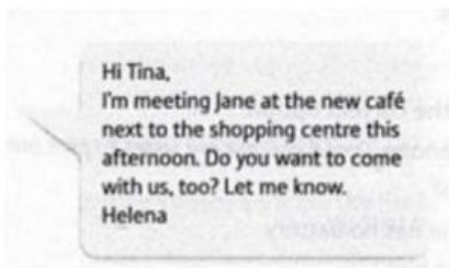 Hi Tina,
I'm meeting Jane at the new café
next to the shopping centre this
afternoon. Do you want to come
with us, too? Let me know.
Helena